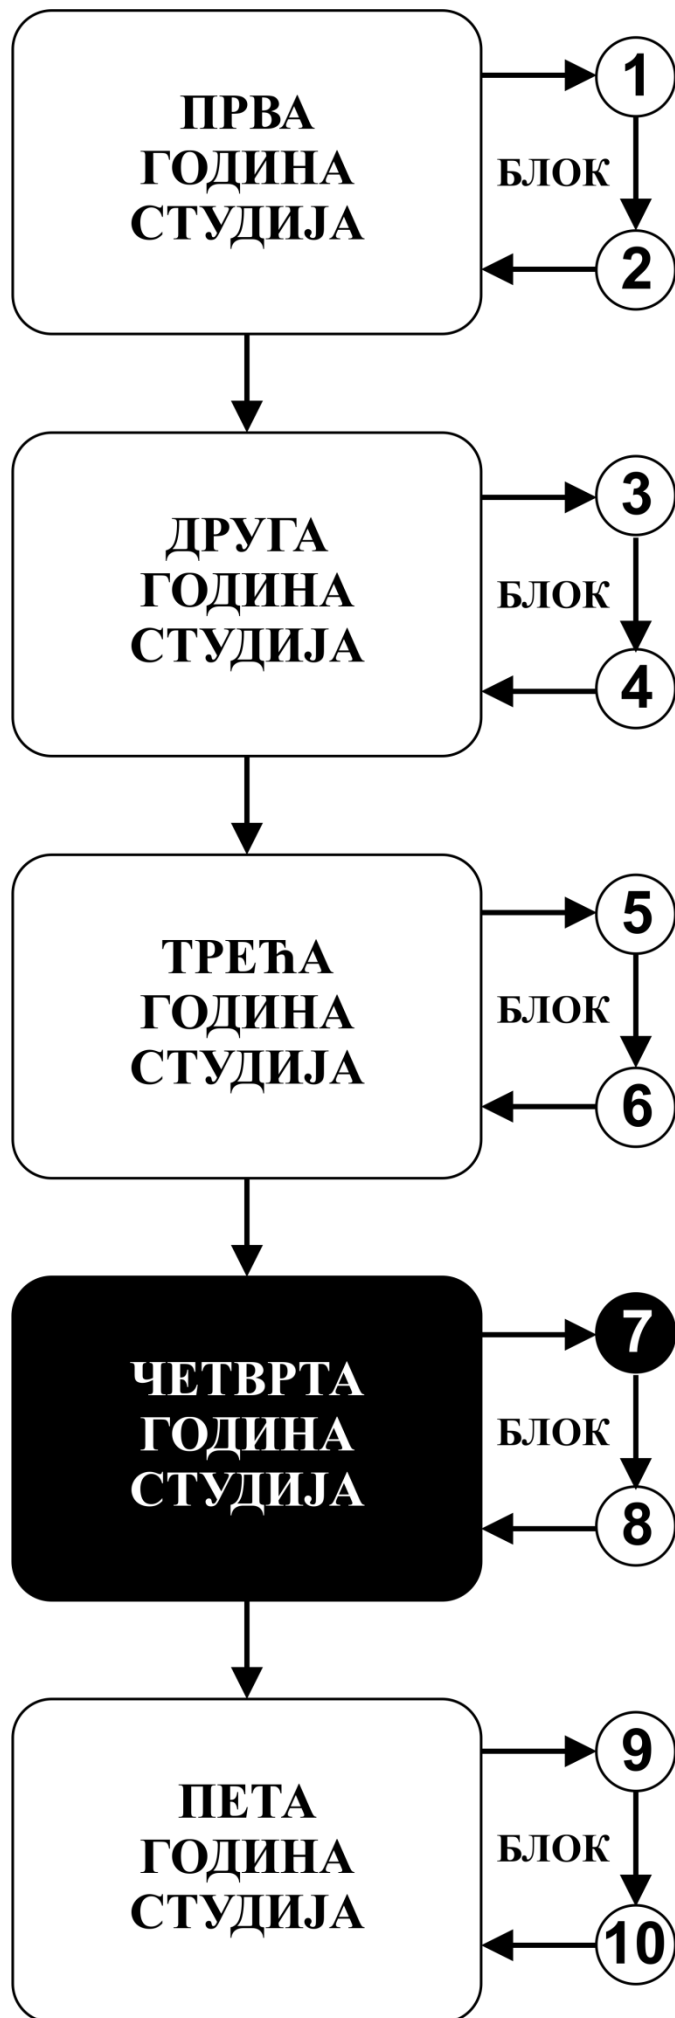 ПРВА
ГОДИНА
СТУДИЈА
1
БЛОК
2
ДРУГА
ГОДИНА
СТУДИЈА
3
БЛОК
4
ТРЕЋА
ГОДИНА
СТУДИЈА
5
БЛОК
6
ЧЕТВРТА
ГОДИНА
СТУДИЈА
7
БЛОК
8
ПЕТА
ГОДИНА
СТУДИЈА
9
БЛОК
10